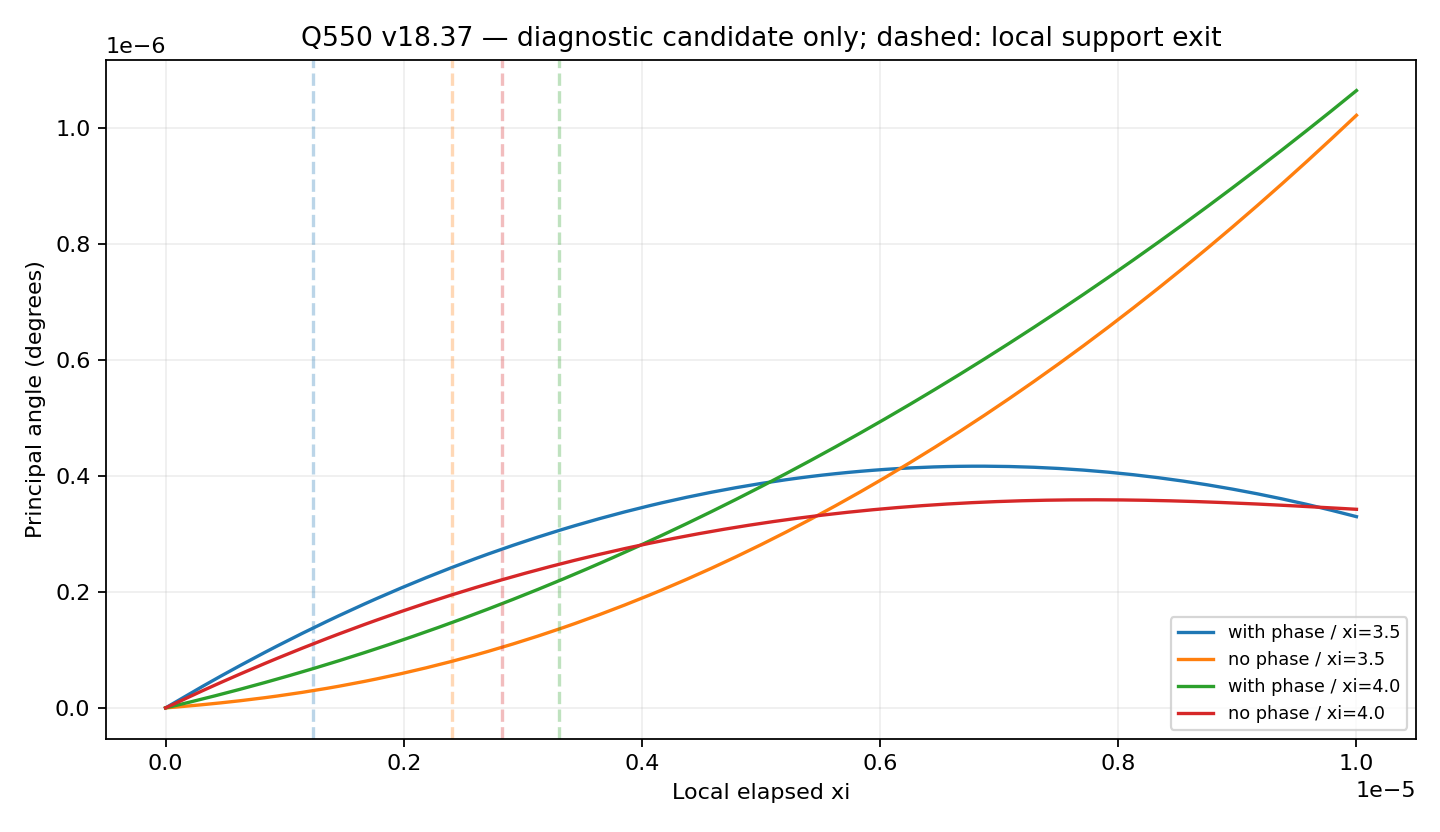 Q550 v18.37 — diagnostic candidate only; dashed: local support exit
1e−6
Principal angle (degrees)
1.0
0.8
0.6
0.4
0.2
0.0
with phase / xi=3.5
no phase / xi=3.5
with phase / xi=4.0
no phase / xi=4.0
0.0 0.2 0.4 0.6 0.8 1.0
1e−5
Local elapsed xi